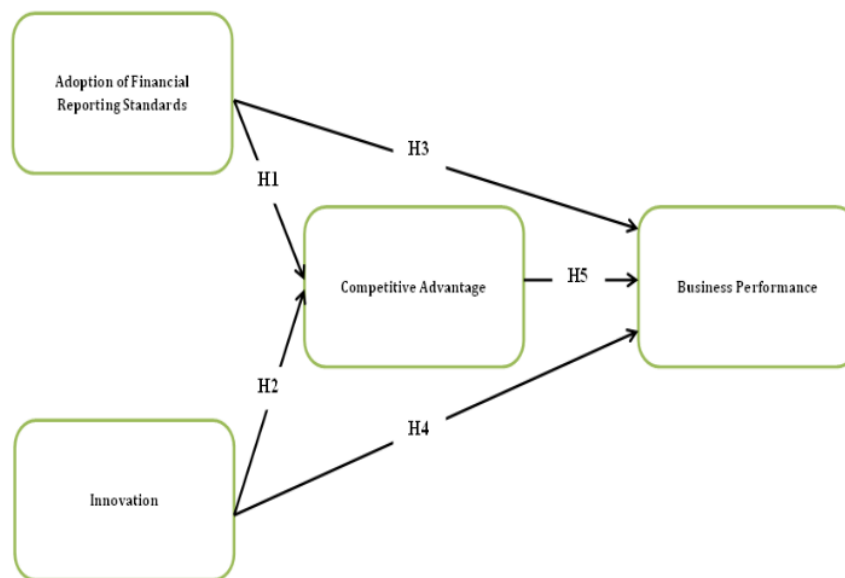 Adoption of Financial
Reporting Standards
H3
H1
Competitive Advantage
H5
Business Performance
H2
H4
Innovation